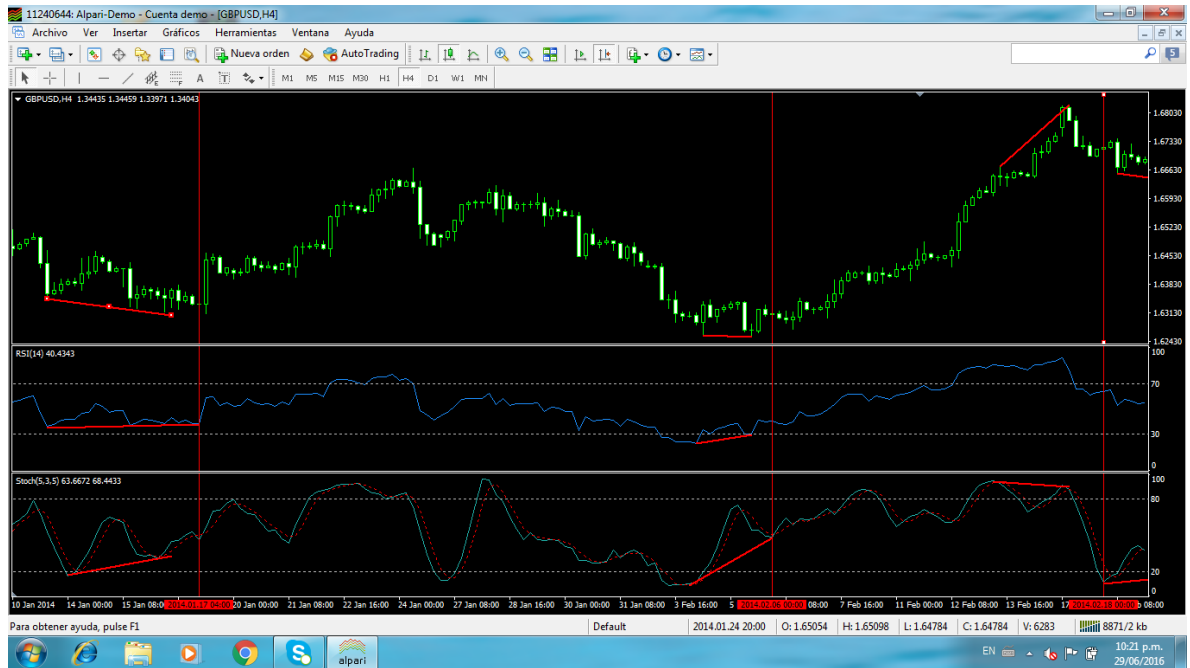 11240644: Alpari-Demo - Cuenta demo - [GBPUSD,H4]
Archivo Ver Insertar Gráficos Herramientas Ventana Ayuda
Nueva orden AutoTrading 5
A T M1 M5 M15 M30 H1 H4 D1 W1 MN
GBPUSD,H4 1.34435 1.34459 1.33971 1.34043
1.68030
1.67330
1.66630
1.65930
1.65230
1.64530
1.63830
1.63130
1.62430
RSI(14) 40.4343
100
70
30
0
Stoch(5,3,5) 63.6672 68.4433
100
80
20
0
10 Jan 2014 14 Jan 00:00 15 Jan 08:0 2014.01.17 04:00 20 Jan 00:00 21 Jan 08:00 22 Jan 16:00 24 Jan 00:00 27 Jan 08:00 28 Jan 16:00 30 Jan 00:00 31 Jan 08:00 3 Feb 16:00 5 2014.02.06 00:00 08:00 7 Feb 16:00 11 Feb 00:00 12 Feb 08:00 13 Feb 16:00 17 2014.02.18 00:00 b 08:00
Para obtener ayuda, pulse F1 Default 2014.01.24 20:00 O: 1.65054 H: 1.65098 L: 1.64784 C: 1.64784 V: 6283 8871/2 kb
alpari EN 10:21 p.m.
29/06/2016